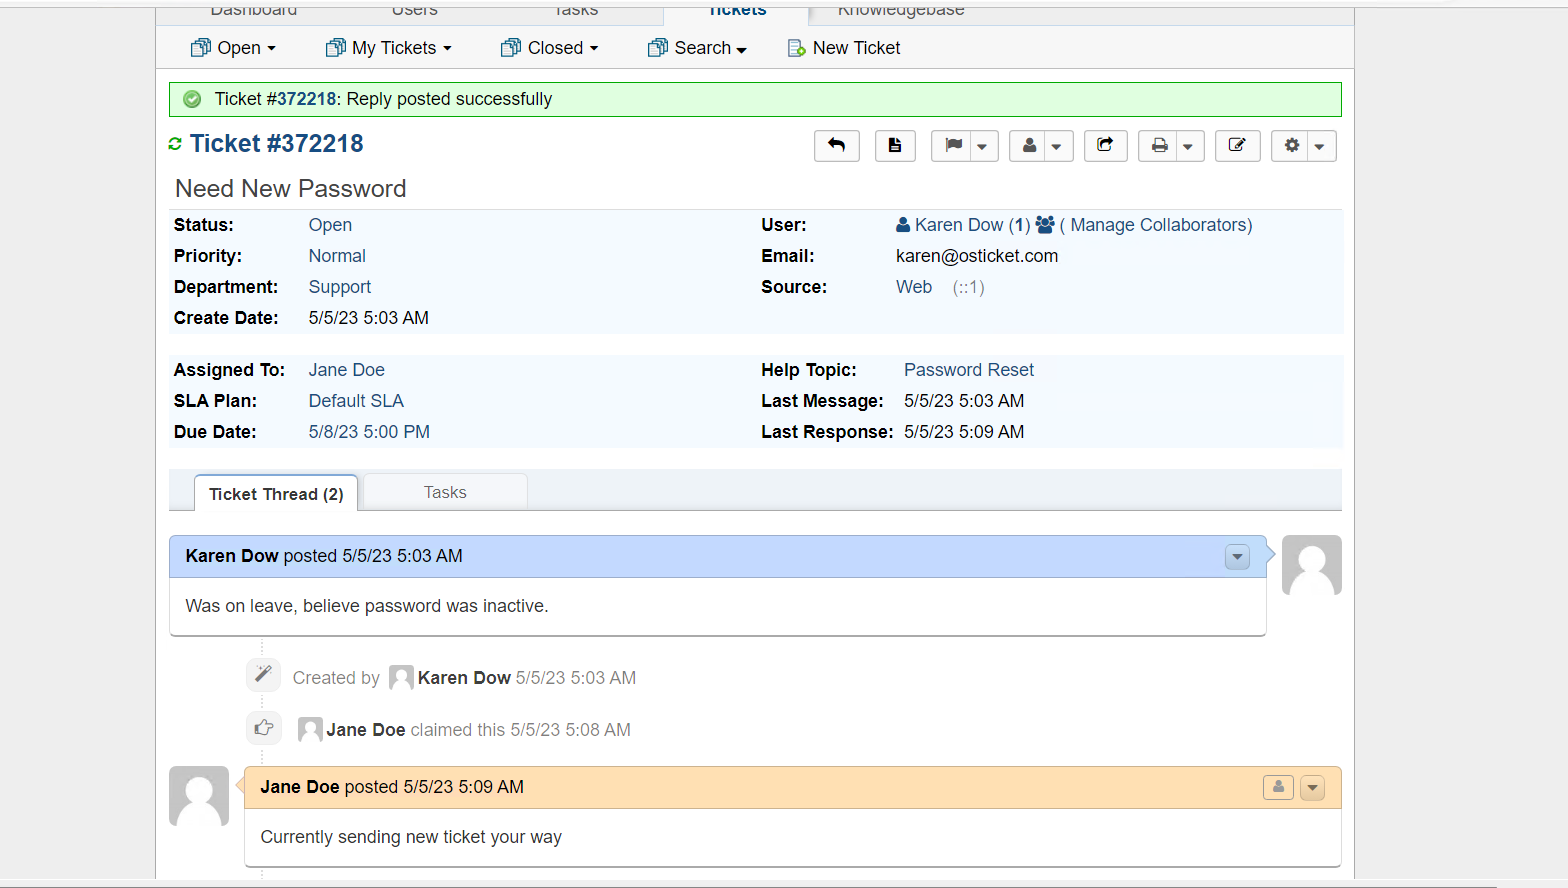 Dashboard Users Tasks Tickets Knowledgebase
Open My Tickets Closed Search New Ticket
Ticket #372218: Reply posted successfully
Ticket #372218
Need New Password
Status: Open User: Karen Dow (1) ( Manage Collaborators)
Priority: Normal Email: karen@osticket.com
Department: Support Source: Web (::1)
Create Date: 5/5/23 5:03 AM
Assigned To: Jane Doe Help Topic: Password Reset
SLA Plan: Default SLA Last Message: 5/5/23 5:03 AM
Due Date: 5/8/23 5:00 PM Last Response: 5/5/23 5:09 AM
Ticket Thread (2) Tasks
Karen Dow posted 5/5/23 5:03 AM
Was on leave, believe password was inactive.
Created by Karen Dow 5/5/23 5:03 AM
Jane Doe claimed this 5/5/23 5:08 AM
Jane Doe posted 5/5/23 5:09 AM
Currently sending new ticket your way